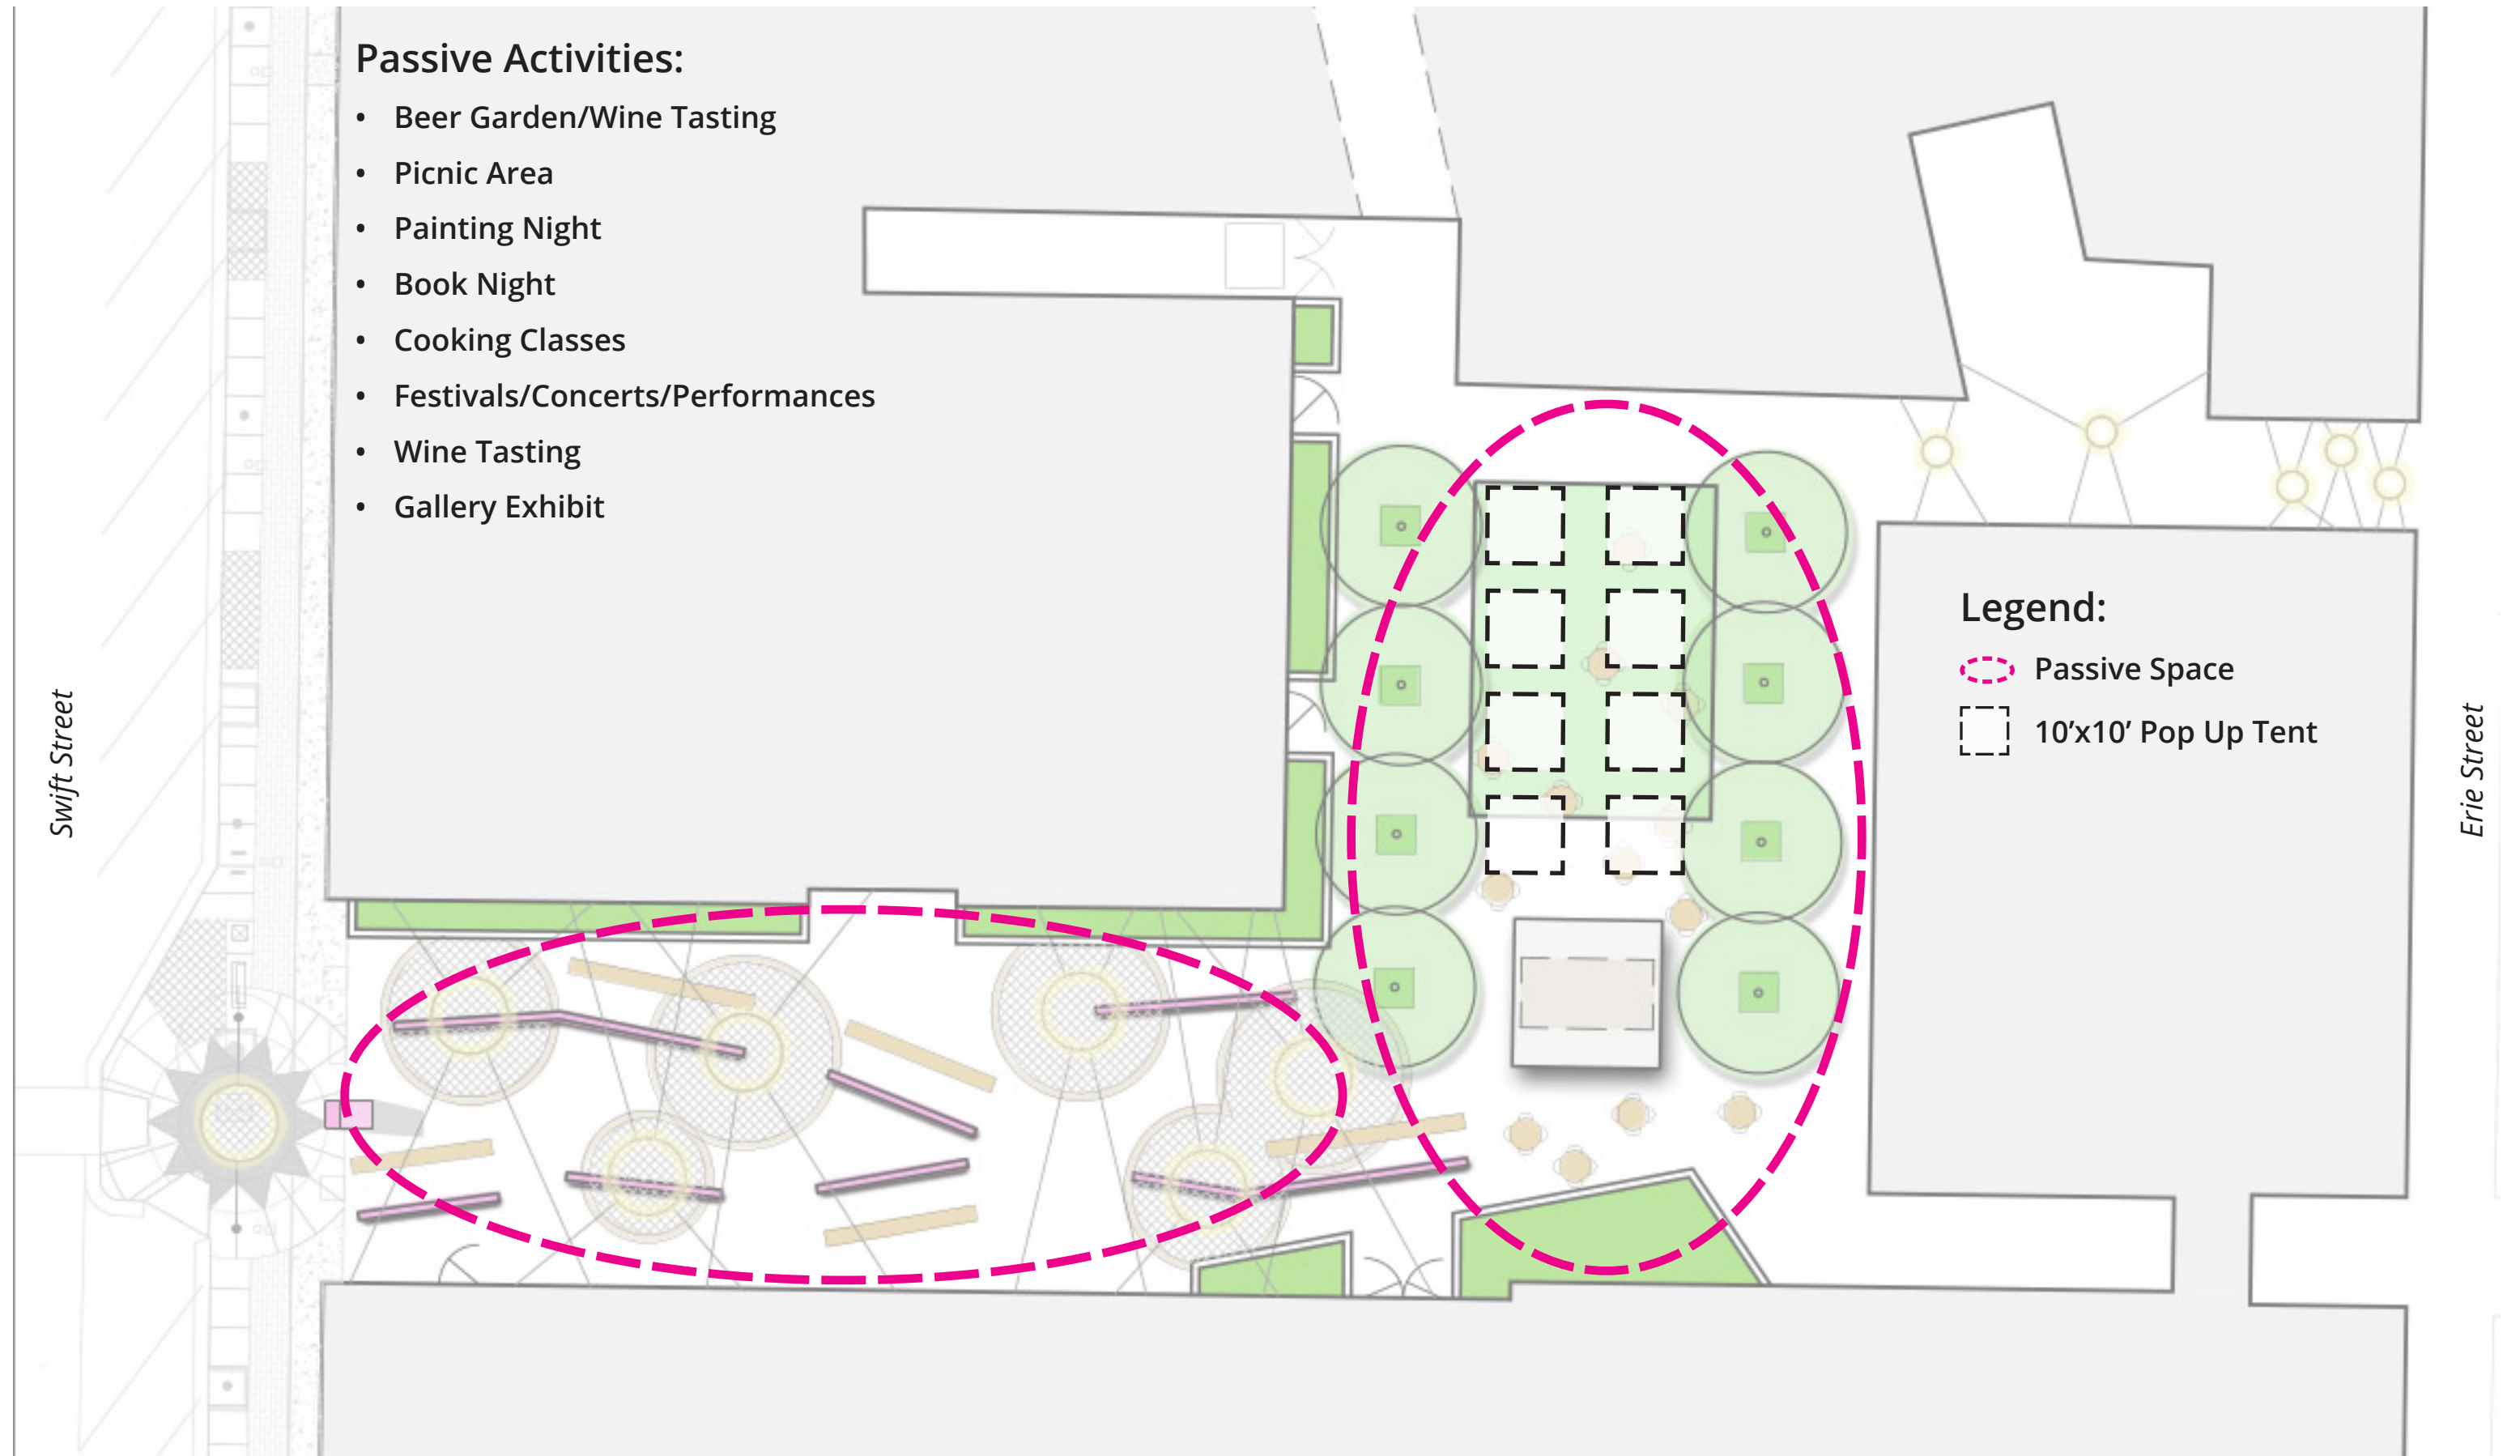 Passive Activities:
• Beer Garden/Wine Tasting
• Picnic Area
• Painting Night
• Book Night
• Cooking Classes
• Festivals/Concerts/Performances
• Wine Tasting
• Gallery Exhibit
Swift Street
Legend:
Passive Space
10’x10’ Pop Up Tent
Erie Street